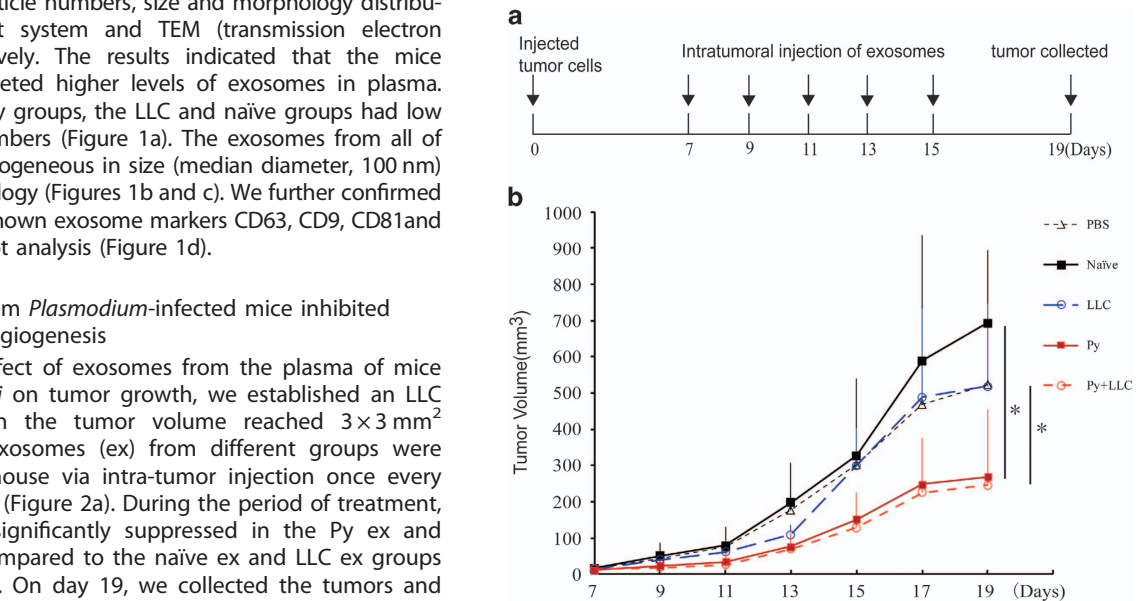 ticle numbers, size and morphology distribu-
t system and TEM (transmission electron
vely. The results indicated that the mice
eted higher levels of exosomes in plasma.
y groups, the LLC and naïve groups had low
mbers (Figure 1a). The exosomes from all of
ogeneous in size (median diameter, 100 nm)
logy (Figures 1b and c). We further confirmed
nown exosome markers CD63, CD9, CD81and
ot analysis (Figure 1d).
m Plasmodium-infected mice inhibited
giogenesis
ffect of exosomes from the plasma of mice
i on tumor growth, we established an LLC
n the tumor volume reached 3 × 3 mm²
xosomes (ex) from different groups were
nouse via intra-tumor injection once every
(Figure 2a). During the period of treatment,
significantly suppressed in the Py ex and
ompared to the naïve ex and LLC ex groups
. On day 19, we collected the tumors and
a
Injected
tumor cells
Intratumoral injection of exosomes
tumor collected
0 7 9 11 13 15 19(Days)
b
Tumor Volume(mm3)
1000
900
800
700
600
500
400
300
200
100
0
7 9 11 13 15 17 19 (Days)
PBS
Naïve
LLC
Py
Py+LLC
*
*